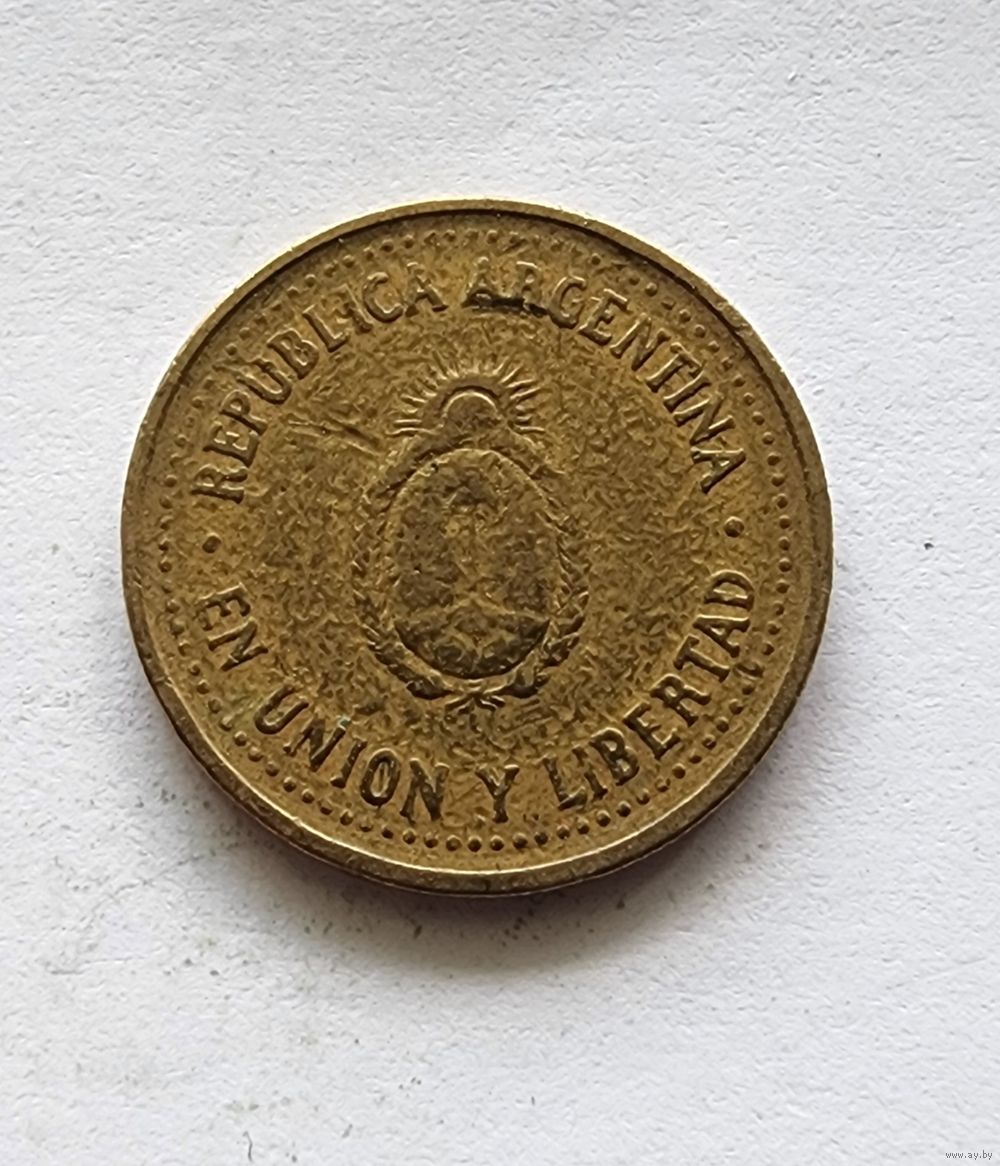 REPUBLICA ARGENTINA
EN UNION Y LIBERTAD
www.ay.by